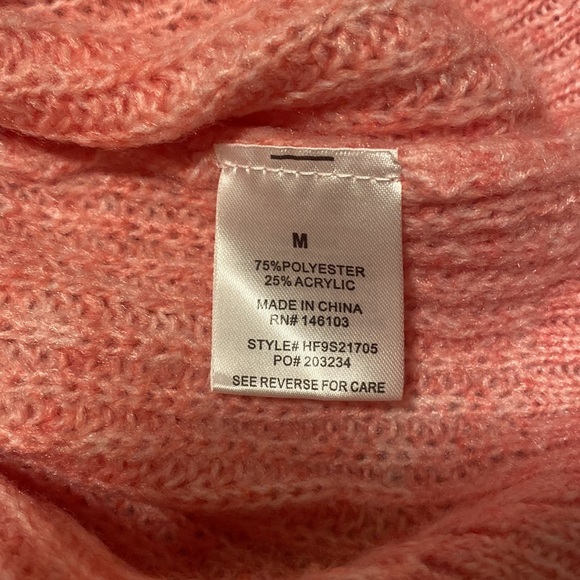 M
75%POLYESTER
25% ACRYLIC
MADE IN CHINA
RN# 146103
STYLE# HF9S21705
PO# 203234
SEE REVERSE FOR CARE